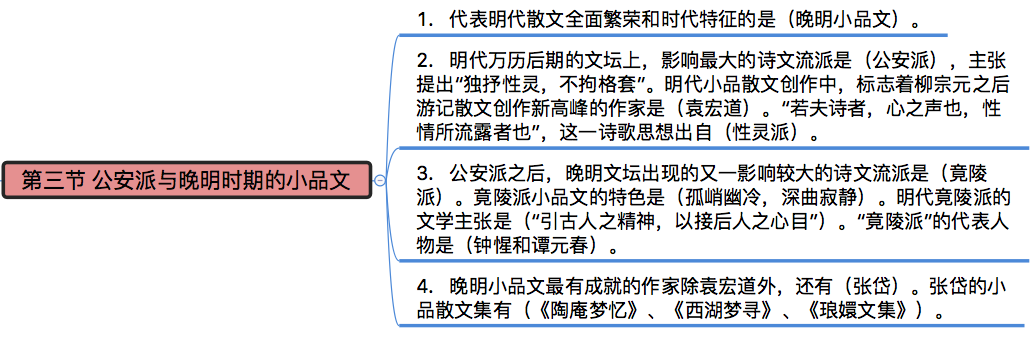 第三节 公安派与晚明时期的小品文
1. 代表明代散文全面繁荣和时代特征的是（晚明小品文）。
2. 明代万历后期的文坛上，影响最大的诗文流派是（公安派），主张
提出“独抒性灵，不拘格套”。明代小品散文创作中，标志着柳宗元之后
游记散文创作新高峰的作家是（袁宏道）。“若夫诗者，心之声也，性
情所流露者也”，这一诗歌思想出自（性灵派）。
3. 公安派之后，晚明文坛出现的又一影响较大的诗文流派是（竟陵
派）。竟陵派小品文的特色是（孤峭幽冷，深曲寂静）。明代竟陵派的
文学主张是（“引古人之精神，以接后人之心目”）。“竟陵派”的代表人
物是（钟惺和谭元春）。
4. 晚明小品文最有成就的作家除袁宏道外，还有（张岱）。张岱的小
品散文集有（《陶庵梦忆》、《西湖梦寻》、《琅嬛文集》）。